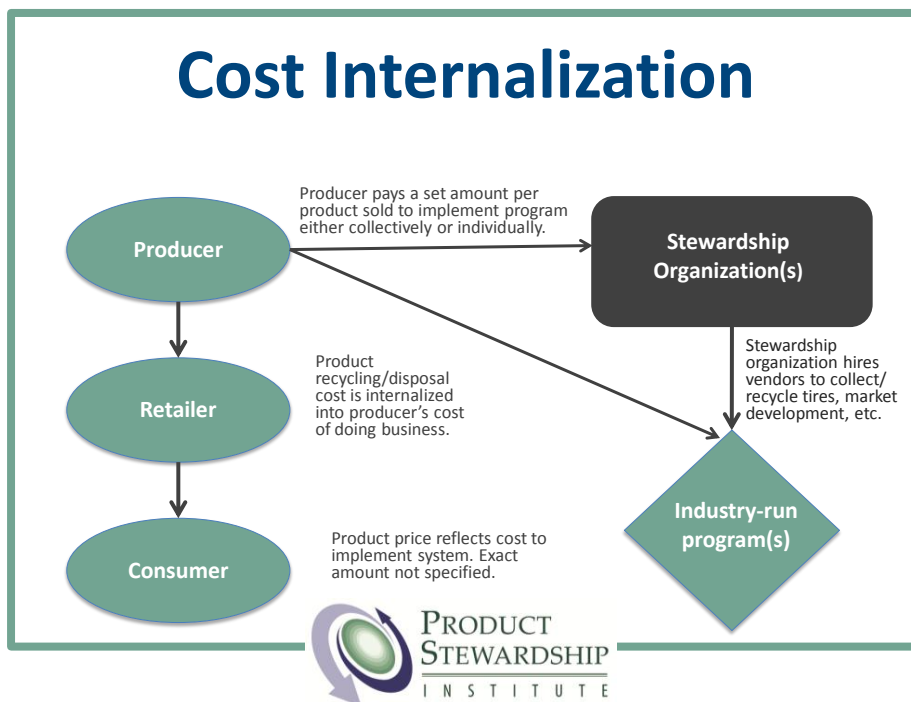 Cost Internalization
Producer pays a set amount per
product sold to implement program
either collectively or individually.
Producer
Stewardship
Organization(s)
Stewardship
organization hires
vendors to collect/
recycle tires, market
development, etc.
Product
recycling/disposal
cost is internalized
into producer’s cost
of doing business.
Retailer
Industry-run
program(s)
Product price reflects cost to
implement system. Exact
amount not specified.
Consumer
PRODUCT
STEWARDSHIP
INSTITUTE